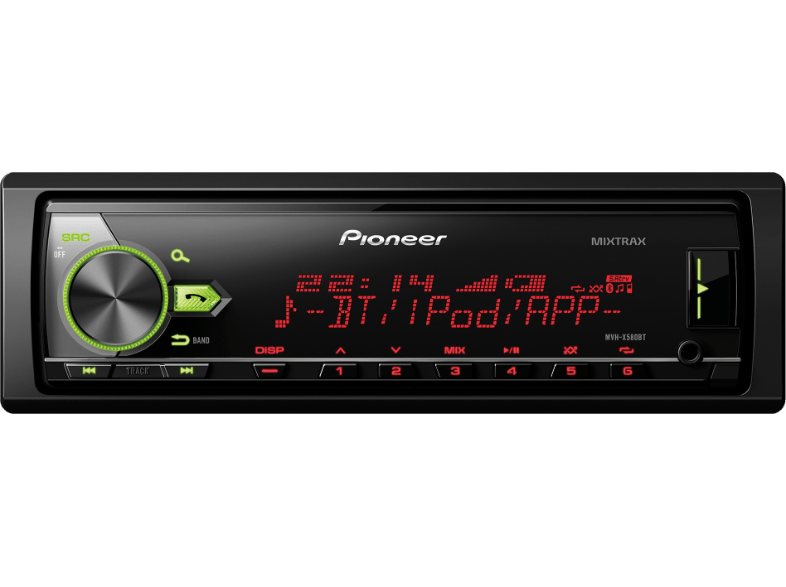 SRC
OFF
Pioneer
MIXTRAX
22:14
-BT/iPod/APP-
MVH-X580BT
BAND
DISP MIX
TRACK
1 2 3 4 5 6